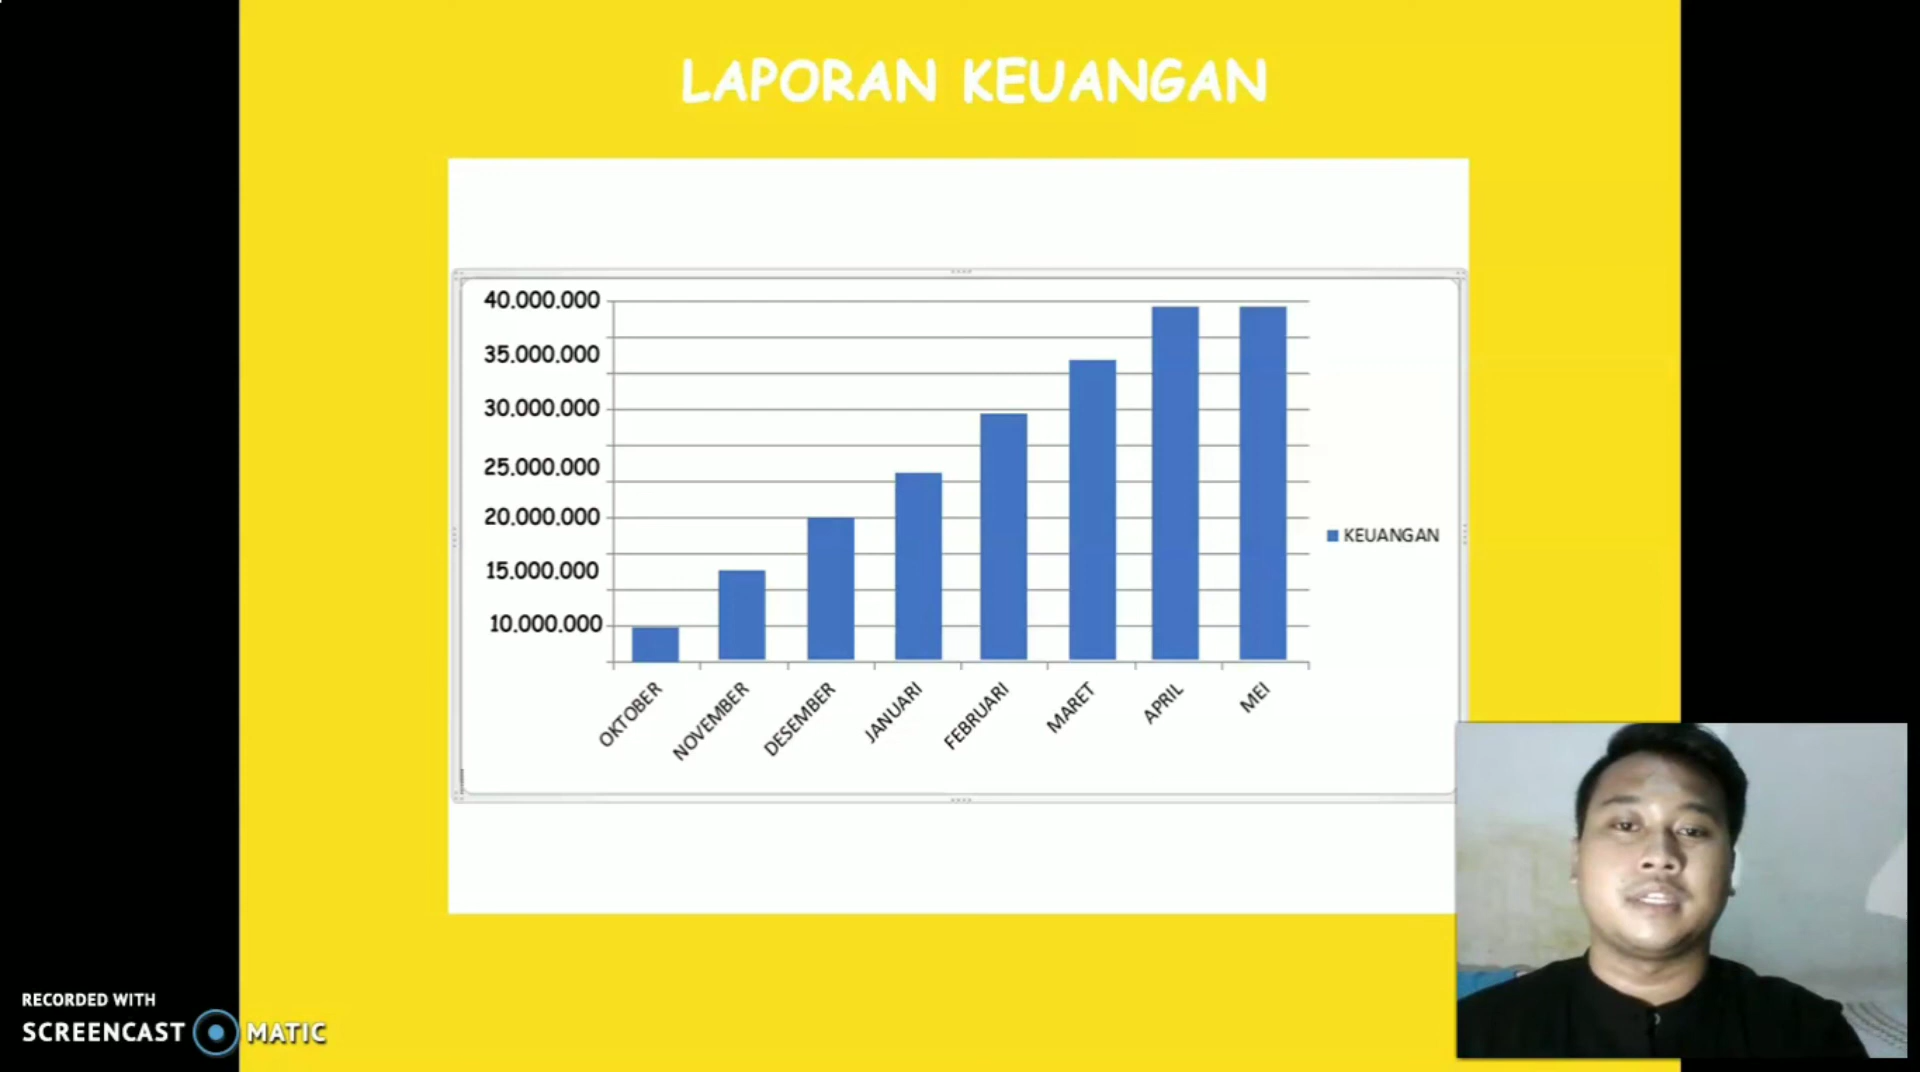 LAPORAN KEUANGAN
40.000.000
35.000.000
30.000.000
25.000.000
20.000.000
15.000.000
10.000.000
OKTOBER
NOVEMBER
DESEMBER
JANUARI
FEBRUARI
MARET
APRIL
MEI
KEUANGAN
RECORDED WITH
SCREENCAST MATIC